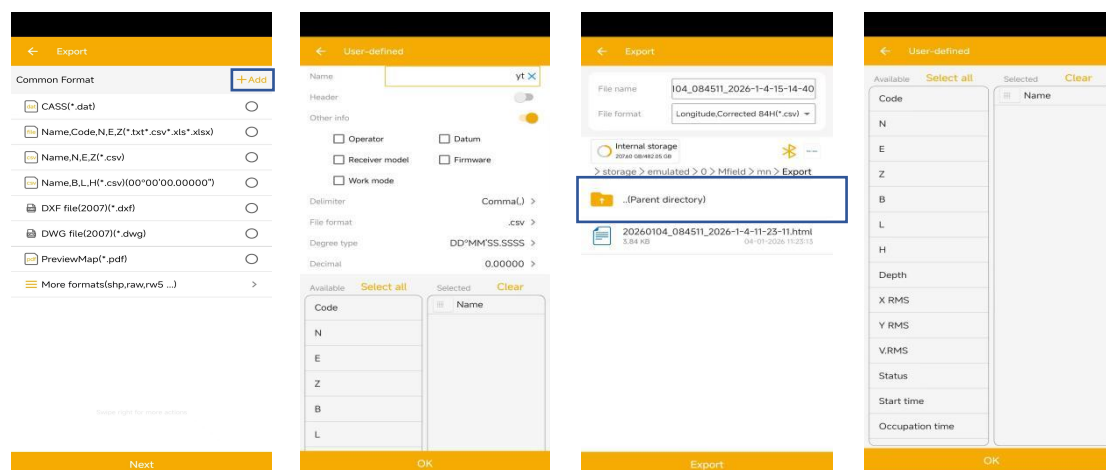 Export
Common Format
+Add
CASS(*.dat)
Name,Code,N,E,Z(*.txt*.csv*.xls*.xlsx)
Name,N,E,Z(*.csv)
Name,B,L,H(*.csv)(00°00'00.00000")
DXF file(2007)(*.dxf)
DWG file(2007)(*.dwg)
PreviewMap(*.pdf)
More formats(shp,raw,rw5 ...)
Swipe right for more options
Next
User-defined
Name yt
Header
Other info
Operator Datum
Receiver model Firmware
Work mode
Delimiter Comma(,)
File format .csv
Degree type DD°MM'SS.SSSS
Decimal 0.00000
Available Select all Selected Clear
Code Name
N
E
Z
B
L
OK
Export
File name 104_084511_2026-1-4-15-14-40
File format Longitude,Corrected 84H(*.csv)
Internal storage
> storage > emulated > 0 > Mfield > mn > Export
..(Parent directory)
20260104_084511_2026-1-4-11-23-11.html
3.84 KB 04-01-2026 11:23:13
Export
User-defined
Available Select all Selected Clear
Code Name
N
E
Z
B
L
H
Depth
X RMS
Y RMS
V.RMS
Status
Start time
Occupation time
OK